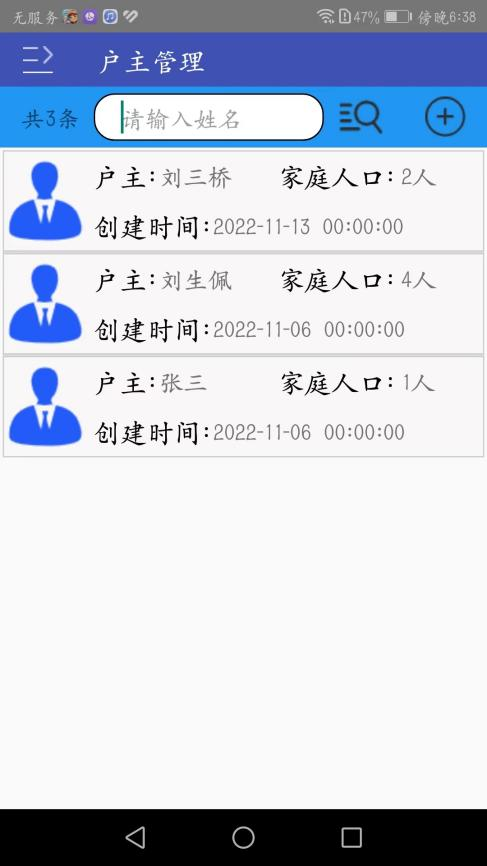 无服务 47% 傍晚6:38
户主管理
共3条 请输入姓名
户主:刘三桥 家庭人口:2人
创建时间:2022-11-13 00:00:00
户主:刘生佩 家庭人口:4人
创建时间:2022-11-06 00:00:00
户主:张三 家庭人口:1人
创建时间:2022-11-06 00:00:00